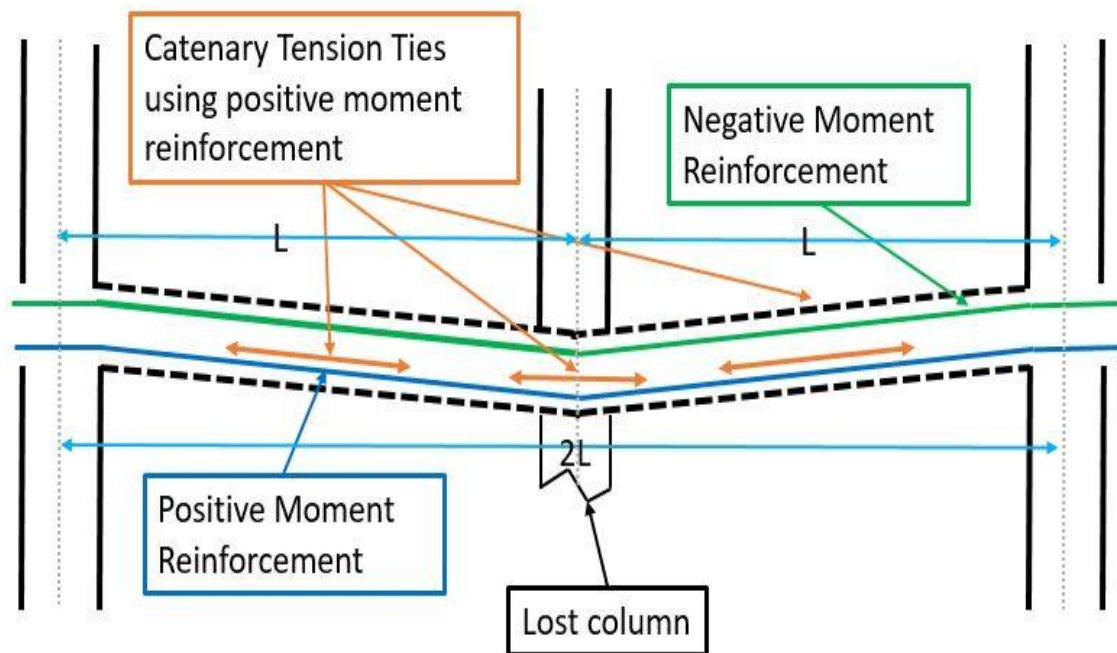 Catenary Tension Ties
using positive moment
reinforcement
Negative Moment
Reinforcement
L
L
2L
Positive Moment
Reinforcement
Lost column